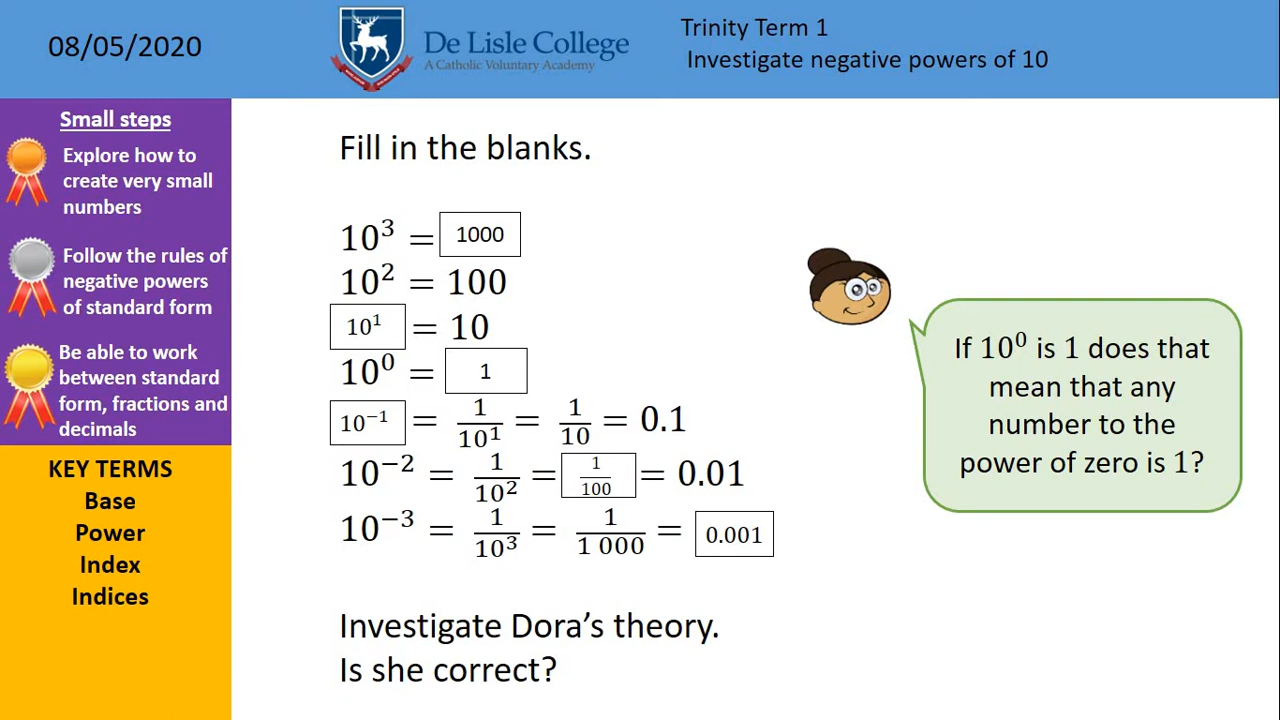 08/05/2020
De Lisle College
A Catholic Voluntary Academy
Trinity Term 1
Investigate negative powers of 10
Small steps
Explore how to
create very small
numbers
Follow the rules of
negative powers
of standard form
Be able to work
between standard
form, fractions and
decimals
KEY TERMS
Base
Power
Index
Indices
Fill in the blanks.
10³ = 1000
10² = 100
10¹ = 10
10⁰ = 1
10⁻¹ = 1/10¹ = 1/10 = 0.1
10⁻² = 1/10² = 1/100 = 0.01
10⁻³ = 1/10³ = 1/1 000 = 0.001
If 10⁰ is 1 does that
mean that any
number to the
power of zero is 1?
Investigate Dora’s theory.
Is she correct?